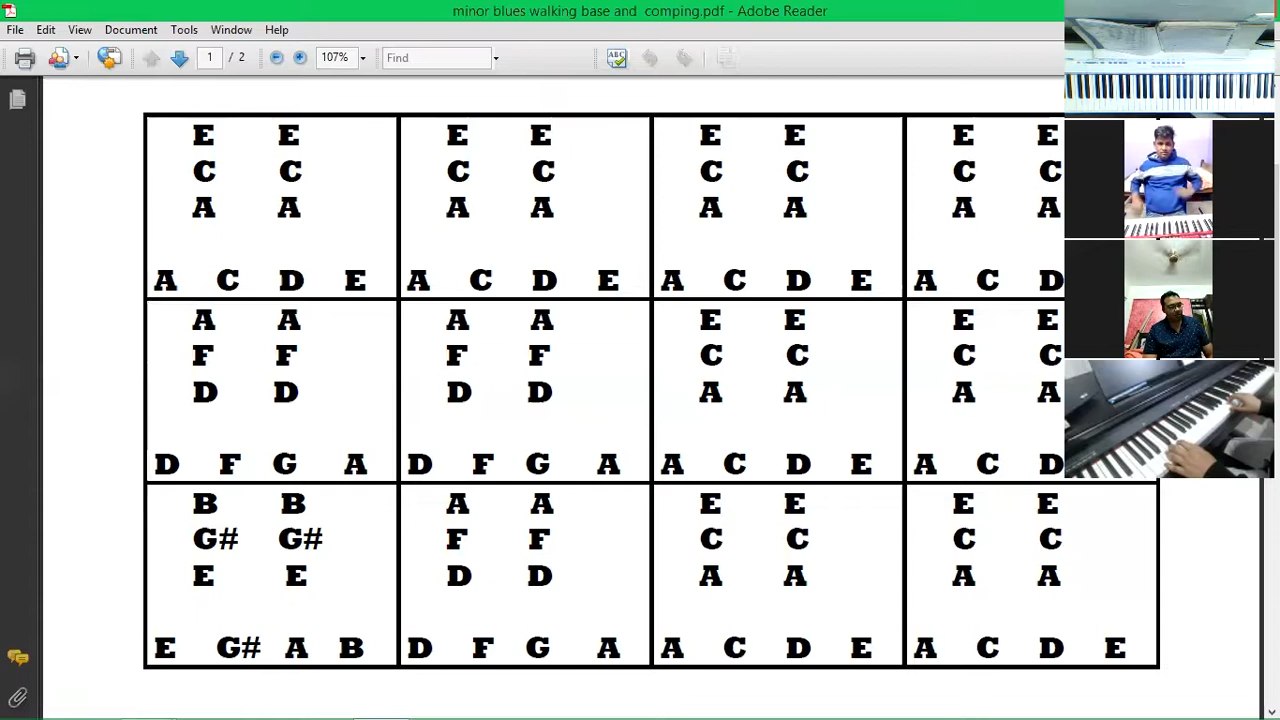 minor blues walking base and comping.pdf - Adobe Reader
File Edit View Document Tools Window Help
1 / 2 107% Find
E E E E E E E E
C C C C C C C C
A A A A A A A A
A C D E A C D E A C D E A C D
A A A A E E E E
F F F F C C C C
D D D D A A A A
D F G A D F G A A C D E A C D
B B A A E E E E
G# G# F F C C C C
E E D D A A A A
E G# A B D F G A A C D E A C D E